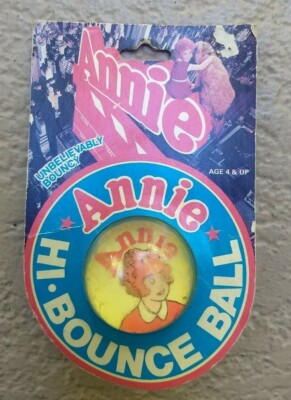 Annie
UNBELIEVABLY
BOUNCY
AGE 4 & UP
Annie
Annie
HI•BOUNCE BALL